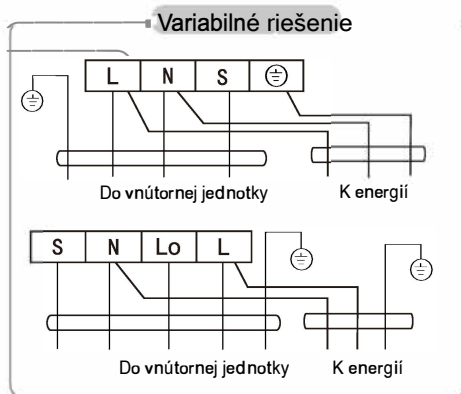 Variabilné riešenie
L N S
Do vnútornej jednotky K energií
S N Lo L
Do vnútornej jednotky K energií